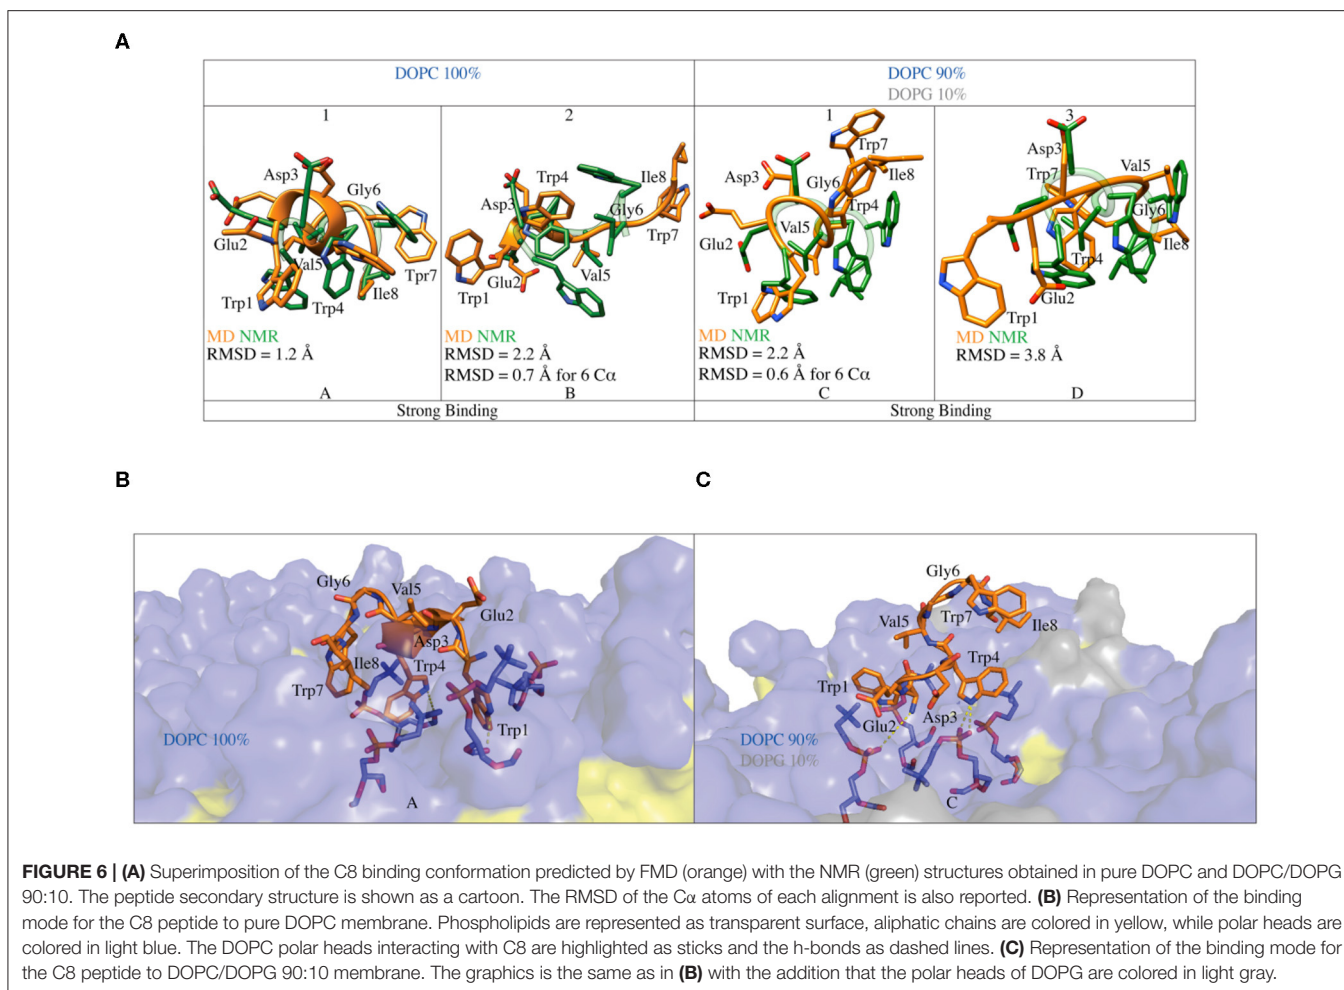 A
DOPC 100%
DOPC 90%
DOPG 10%
1
Asp3
Gly6
Glu2
Val5
Tpr7
Ile8
Trp1
Trp4
MD NMR
RMSD = 1.2 Å
A
2
Trp4
Ile8
Asp3
Gly6
Trp7
Glu2
Val5
Trp1
MD NMR
RMSD = 2.2 Å
RMSD = 0.7 Å for 6 Cα
B
1
Trp7
Asp3
Gly6
Ile8
Trp4
Val5
Glu2
Trp1
MD NMR
RMSD = 2.2 Å
RMSD = 0.6 Å for 6 Cα
C
3
Asp3
Val5
Trp7
Gly6
Ile8
Trp4
Glu2
Trp1
MD NMR
RMSD = 3.8 Å
D
Strong Binding
Strong Binding
B
Gly6
Val5
Glu2
Asp3
Ile8
Trp4
Trp7
Trp1
DOPC 100%
A
C
Gly6
Trp7
Val5
Ile8
Trp4
Trp1
Asp3
Glu2
DOPC 90%
DOPG 10%
C
FIGURE 6 | (A) Superimposition of the C8 binding conformation predicted by FMD (orange) with the NMR (green) structures obtained in pure DOPC and DOPC/DOPG
90:10. The peptide secondary structure is shown as a cartoon. The RMSD of the Cα atoms of each alignment is also reported. (B) Representation of the binding
mode for the C8 peptide to pure DOPC membrane. Phospholipids are represented as transparent surface, aliphatic chains are colored in yellow, while polar heads are
colored in light blue. The DOPC polar heads interacting with C8 are highlighted as sticks and the h-bonds as dashed lines. (C) Representation of the binding mode for
the C8 peptide to DOPC/DOPG 90:10 membrane. The graphics is the same as in (B) with the addition that the polar heads of DOPG are colored in light gray.